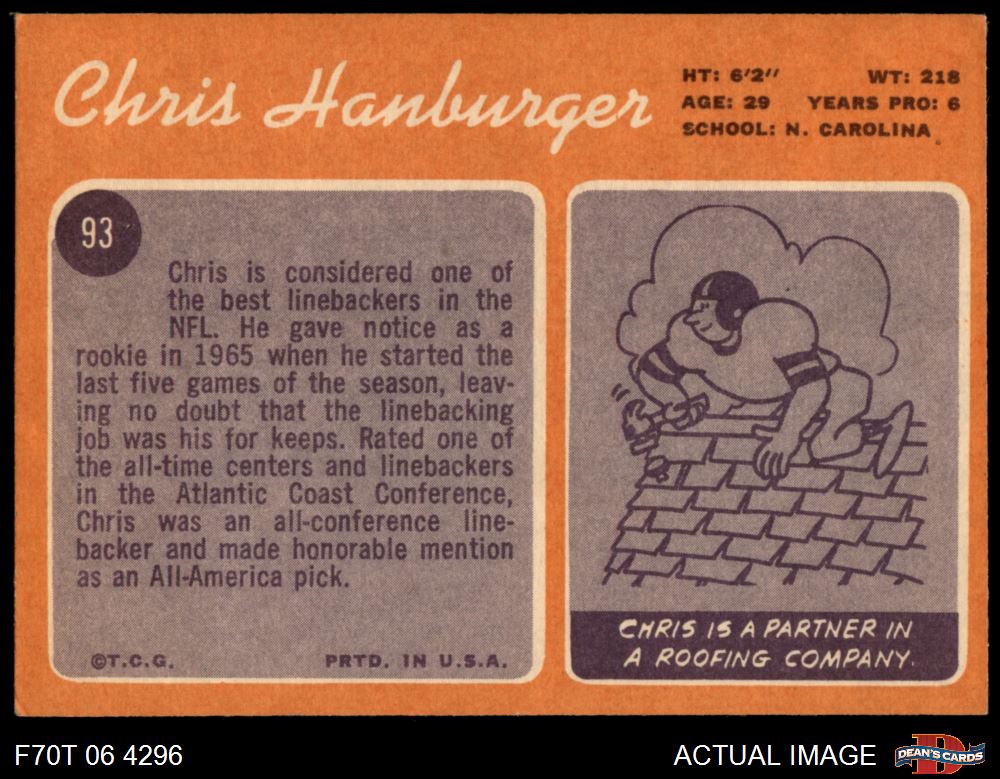 Chris Hanburger
HT: 6'2" WT: 218
AGE: 29 YEARS PRO: 6
SCHOOL: N. CAROLINA
93
Chris is considered one of
the best linebackers in the
NFL. He gave notice as a
rookie in 1965 when he started the
last five games of the season, leav-
ing no doubt that the linebacking
job was his for keeps. Rated one of
the all-time centers and linebackers
in the Atlantic Coast Conference,
Chris was an all-conference line-
backer and made honorable mention
as an All-America pick.
©T.C.G. PRTD. IN U.S.A.
CHRIS IS A PARTNER IN
A ROOFING COMPANY.
F70T 06 4296
ACTUAL IMAGE
DEAN'S CARDS